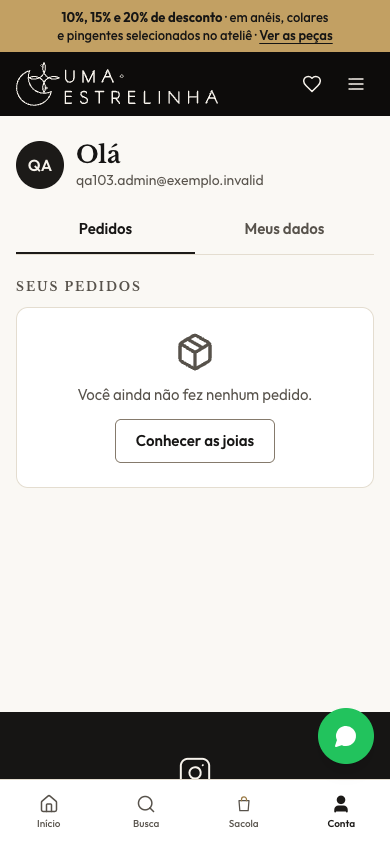 10%, 15% e 20% de desconto · em anéis, colares
e pingentes selecionados no ateliê · Ver as peças
UMA
ESTRELINHA
QA
Olá
qa103.admin@exemplo.invalid
Pedidos
Meus dados
SEUS PEDIDOS
Você ainda não fez nenhum pedido.
Conhecer as joias
Início
Busca
Sacola
Conta